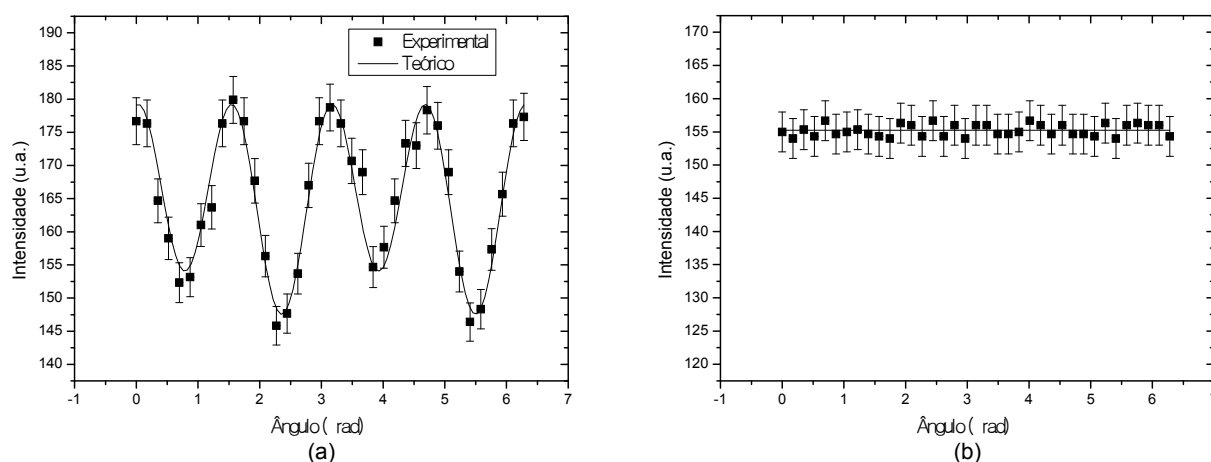 190
185
180
175
170
165
160
155
150
145
140
Intensidade (u.a.)
Experimental
Teórico
-1 0 1 2 3 4 5 6 7
Ângulo ( rad)
(a)
170
165
160
155
150
145
140
135
130
125
120
Intensidade (u.a.)
-1 0 1 2 3 4 5 6 7
Ângulo ( rad)
(b)